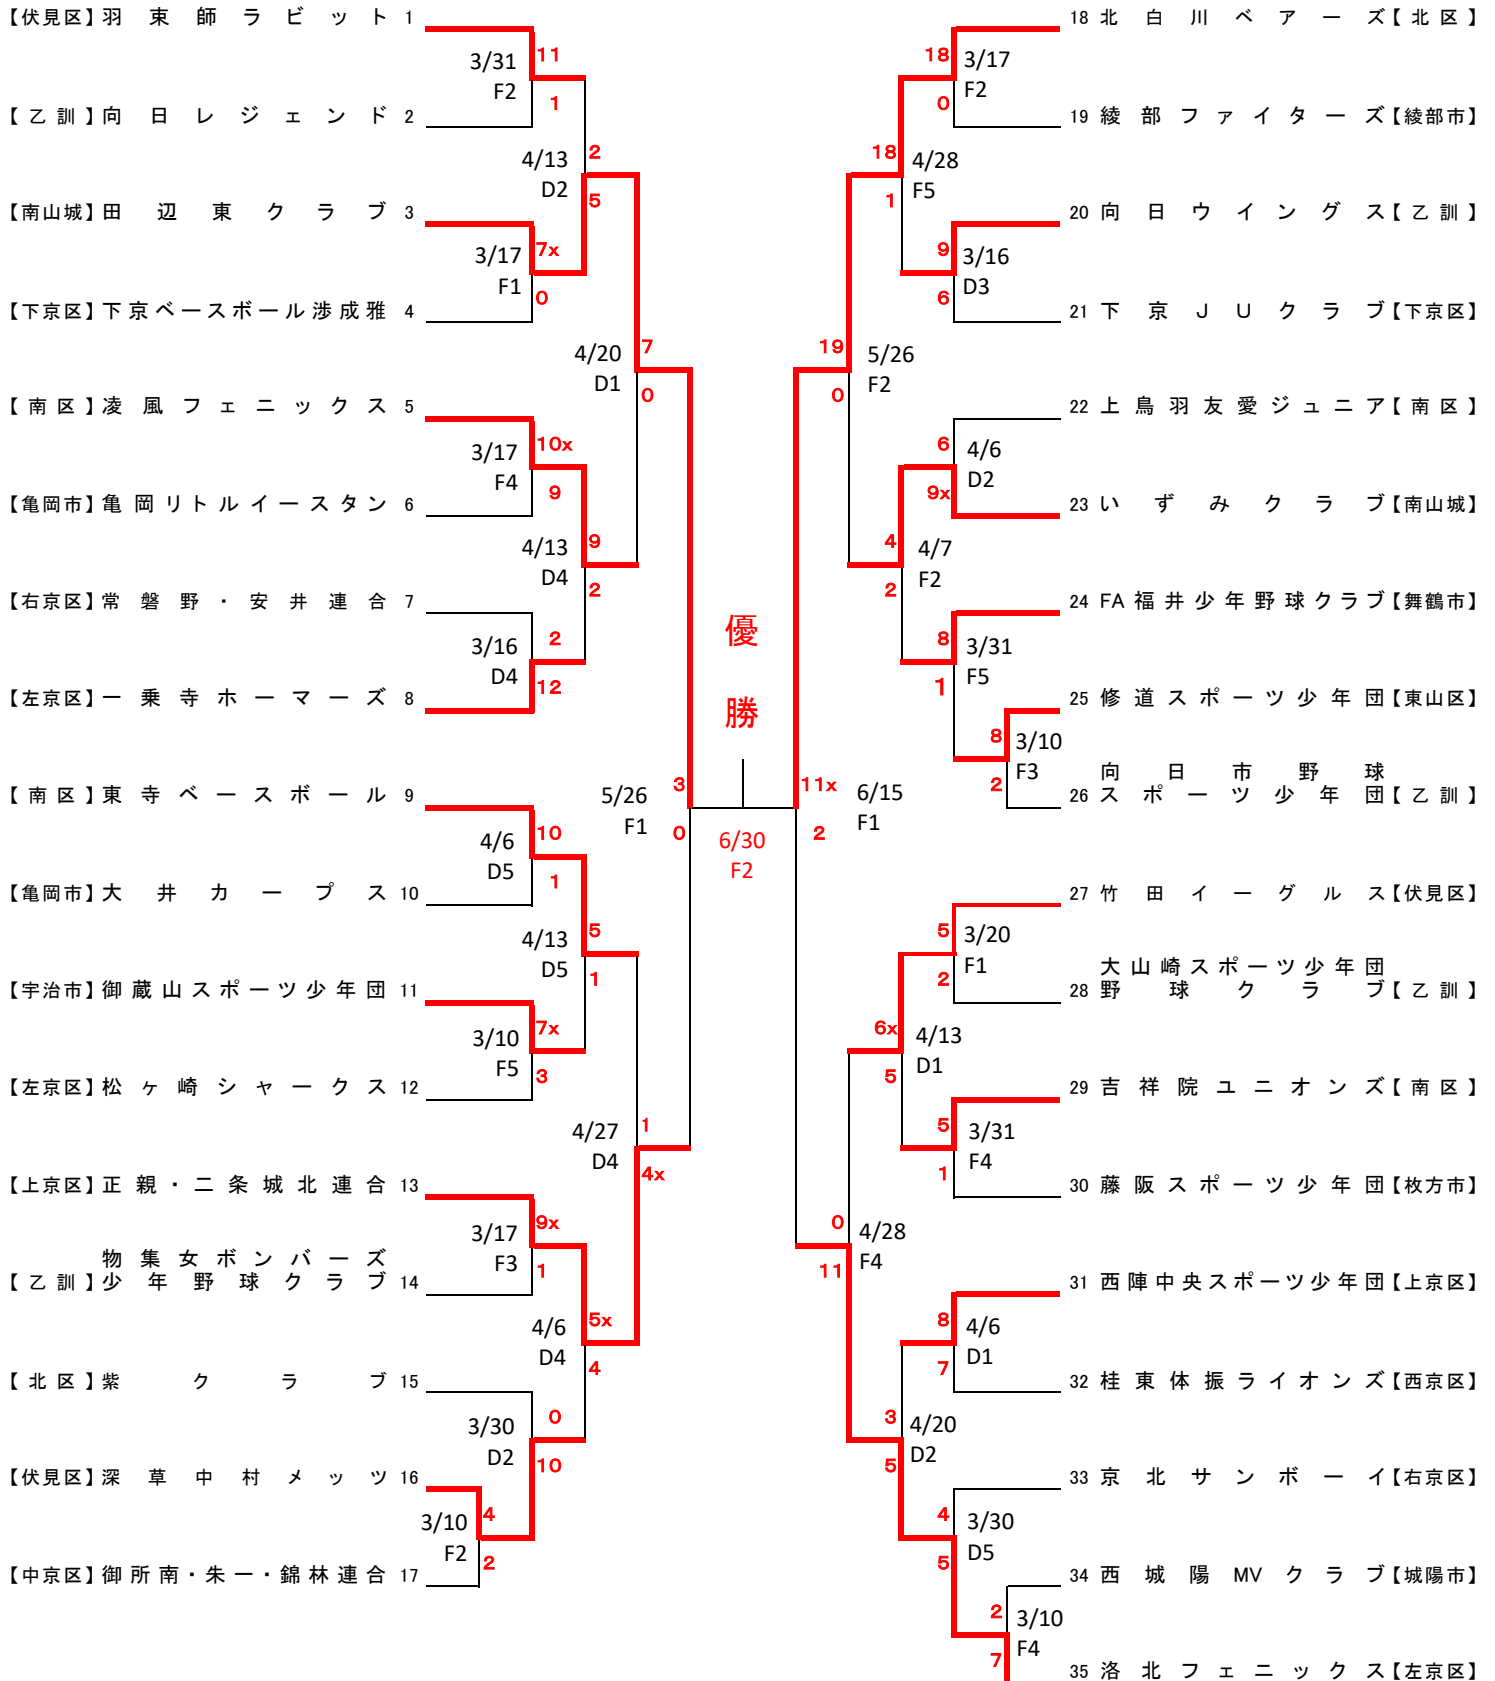 【伏見区】羽束師ラビット 1
11
3/31
F2
1
【乙訓】向日レジェンド 2
2
4/13
D2
5
【南山城】田辺東クラブ 3
7x
3/17
F1
0
【下京区】下京ベースボール渉成雅 4
7
4/20
D1
0
【南区】凌風フェニックス 5
10x
3/17
F4
9
【亀岡市】亀岡リトルイースタン 6
9
4/13
D4
2
【右京区】常磐野・安井連合 7
2
3/16
D4
12
【左京区】一乗寺ホーマーズ 8
3
5/26
F1
0
【南区】東寺ベースボール 9
10
4/6
D5
1
【亀岡市】大井カープス 10
5
4/13
D5
1
【宇治市】御蔵山スポーツ少年団 11
7x
3/10
F5
3
【左京区】松ヶ崎シャークス 12
1
4/27
D4
4x
【上京区】正親・二条城北連合 13
9x
3/17
F3
1
物集女ボンバーズ
【乙訓】少年野球クラブ 14
5x
4/6
D4
4
【北区】紫クラブ 15
0
3/30
D2
10
【伏見区】深草中村メッツ 16
4
3/10
F2
2
【中京区】御所南・朱一・錦林連合 17
優
勝
6/30
F2
18 北白川ベアーズ【北区】
18
3/17
F2
0
19 綾部ファイターズ【綾部市】
18
4/28
F5
1
20 向日ウイングス【乙訓】
9
3/16
D3
6
21 下京JUクラブ【下京区】
19
5/26
F2
0
22 上鳥羽友愛ジュニア【南区】
6
4/6
D2
9x
23 いずみクラブ【南山城】
4
4/7
F2
2
24 FA福井少年野球クラブ【舞鶴市】
8
3/31
F5
1
25 修道スポーツ少年団【東山区】
8
3/10
F3
2
向日市野球
26 スポーツ少年団【乙訓】
11x
6/15
F1
2
27 竹田イーグルス【伏見区】
5
3/20
F1
2
大山崎スポーツ少年団
28 野球クラブ【乙訓】
6x
4/13
D1
5
29 吉祥院ユニオンズ【南区】
5
3/31
F4
1
30 藤阪スポーツ少年団【枚方市】
0
4/28
F4
11
31 西陣中央スポーツ少年団【上京区】
8
4/6
D1
7
32 桂東体振ライオンズ【西京区】
3
4/20
D2
5
33 京北サンボーイ【右京区】
4
3/30
D5
5
34 西城陽MVクラブ【城陽市】
2
3/10
F4
7
35 洛北フェニックス【左京区】